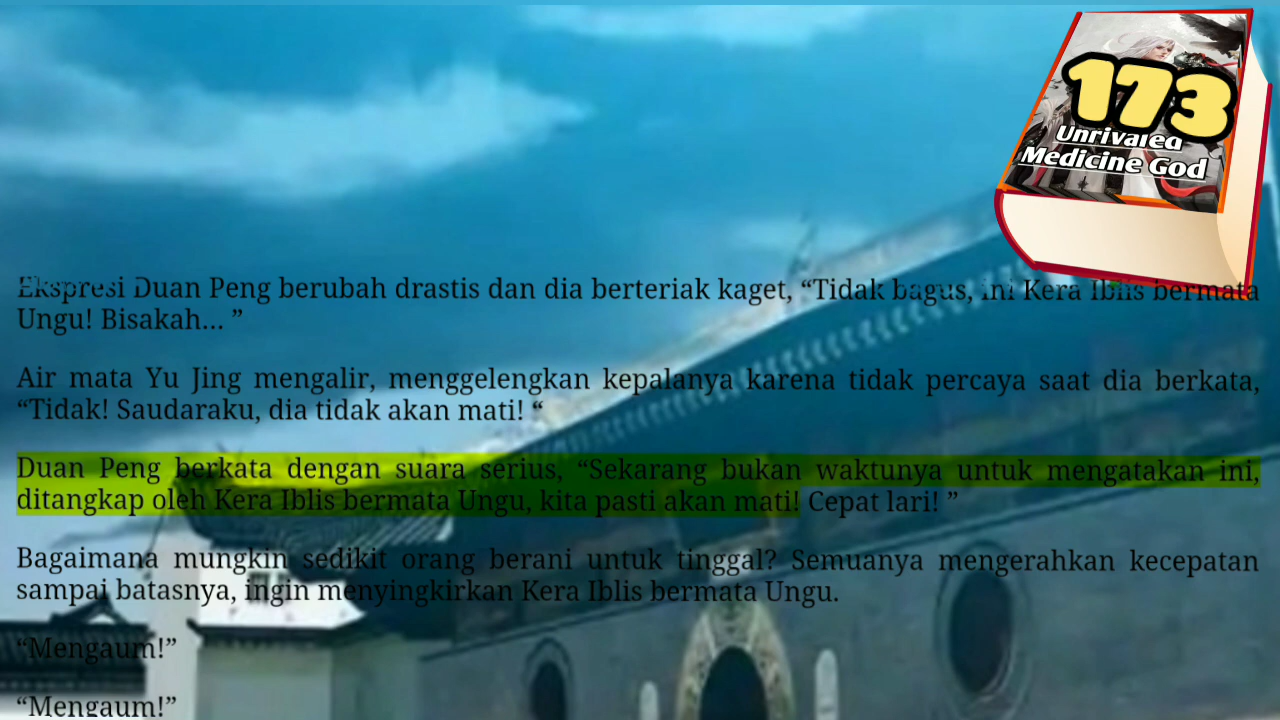 173
Unrivaled
Medicine God
Ekspresi Duan Peng berubah drastis dan dia berteriak kaget, “Tidak bagus, ini Kera Iblis bermata
Ungu! Bisakah... ”
Air mata Yu Jing mengalir, menggelengkan kepalanya karena tidak percaya saat dia berkata,
“Tidak! Saudaraku, dia tidak akan mati! “
Duan Peng berkata dengan suara serius, “Sekarang bukan waktunya untuk mengatakan ini,
ditangkap oleh Kera Iblis bermata Ungu, kita pasti akan mati! Cepat lari! ”
Bagaimana mungkin sedikit orang berani untuk tinggal? Semuanya mengerahkan kecepatan
sampai batasnya, ingin menyingkirkan Kera Iblis bermata Ungu.
“Mengaum!”
“Mengaum!”